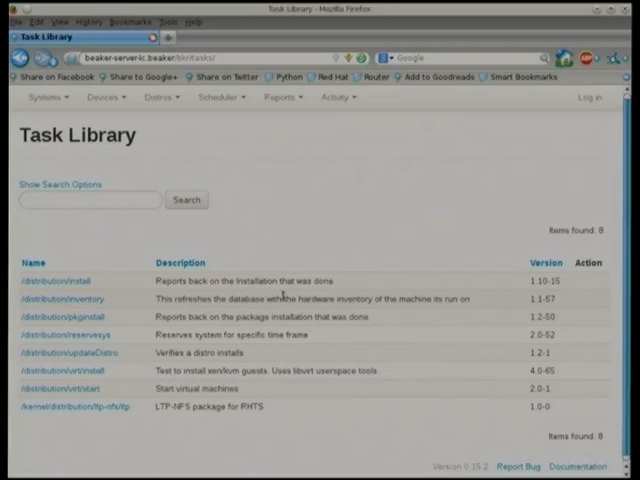 Task Library - Mozilla Firefox
File Edit View History Bookmarks Tools Help
Task Library
beaker-server-lc.beaker/bkr/tasks/
Google
Share on Facebook Share to Google+ Share on Twitter Python Red Hat Router Add to Goodreads Smart Bookmarks
Systems Devices Distros Scheduler Reports Activity Log in
Task Library
Show Search Options
Search
Items found: 8
Name Description Version Action
/distribution/install Reports back on the installation that was done 1.10-15
/distribution/inventory This refreshes the database with the hardware inventory of the machine its run on 1.1-57
/distribution/pkginstall Reports back on the package installation that was done 1.2-50
/distribution/reservesys Reserves system for specific time frame 2.0-52
/distribution/updateDistro Verifies a distro installs 1.2-1
/distribution/virt/install Test to install xen/kvm guests. Uses libvirt userspace tools. 4.0-65
/distribution/virt/start Start virtual machines 2.0-1
/kernel/distribution/ltp-nfs/ltp LTP-NFS package for RHTS 1.0-0
Items found: 8
Version 0.15.2 Report Bug Documentation